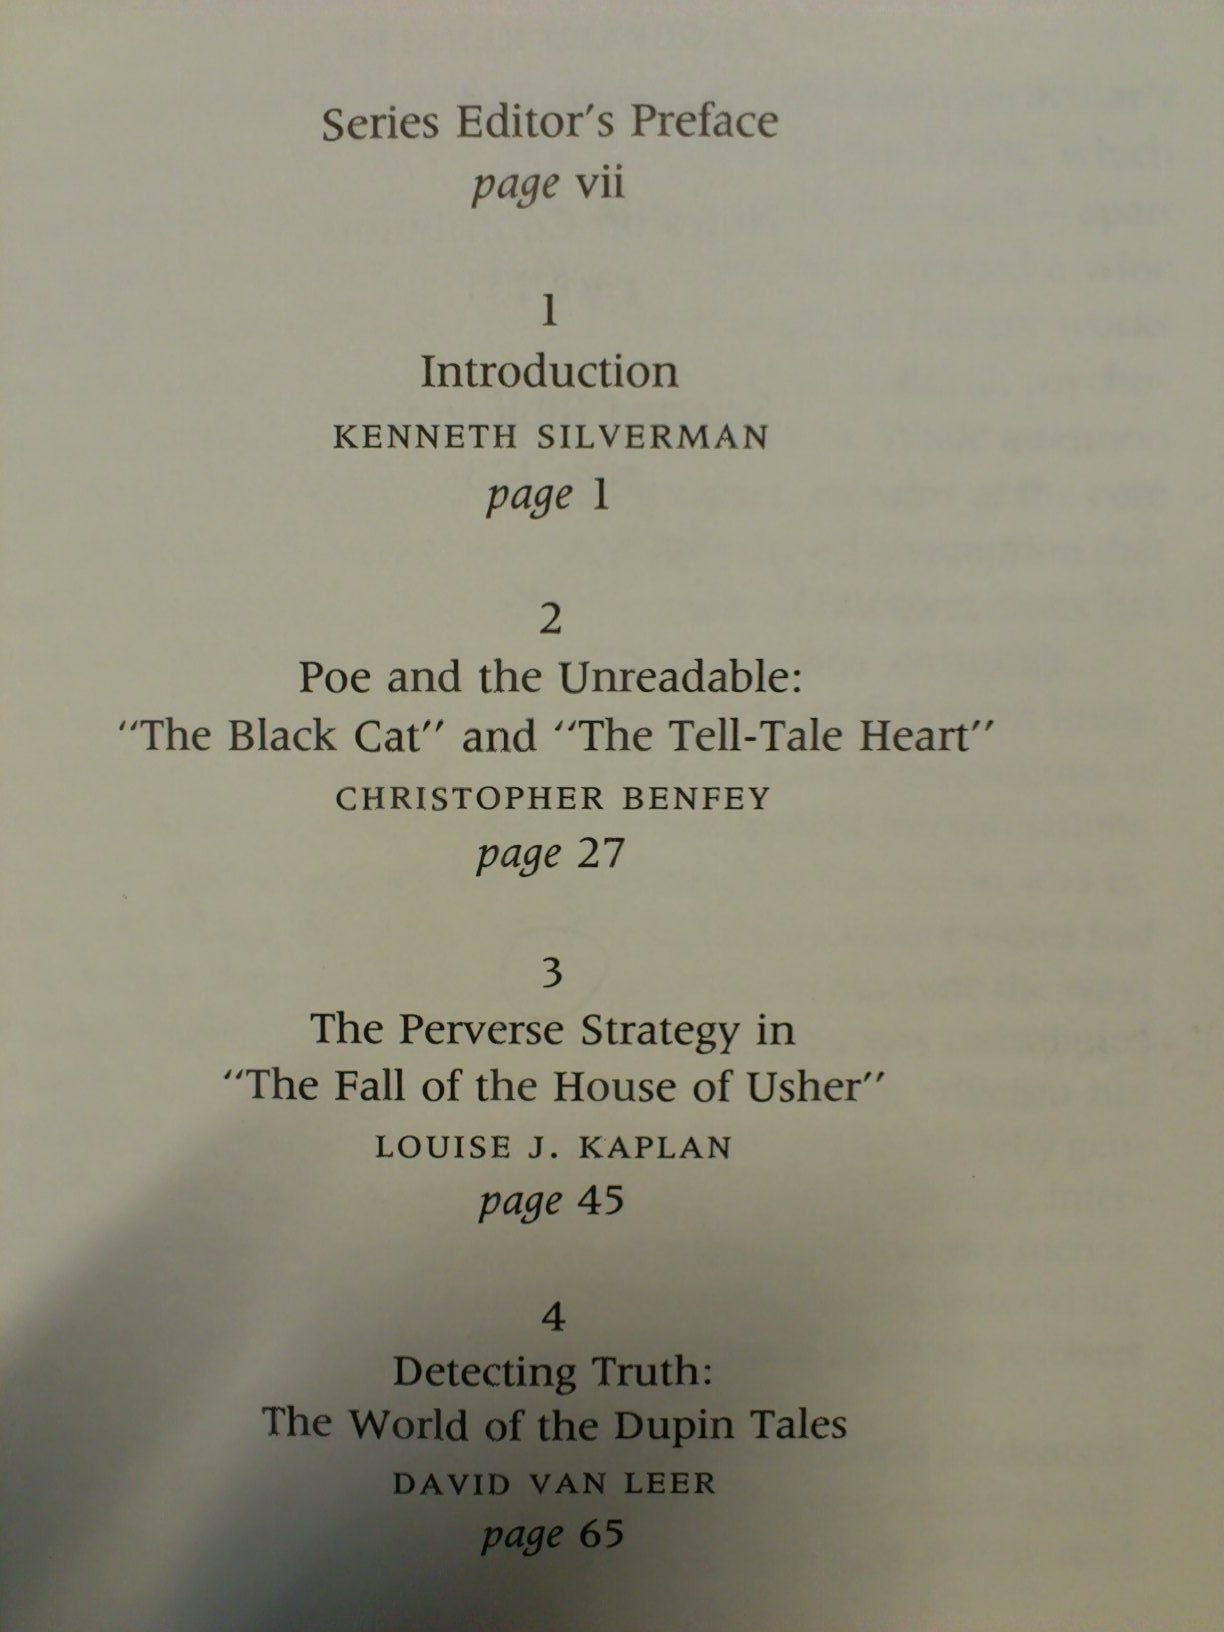 Series Editor's Preface
page vii
1
Introduction
KENNETH SILVERMAN
page 1
2
Poe and the Unreadable:
"The Black Cat" and "The Tell-Tale Heart"
CHRISTOPHER BENFEY
page 27
3
The Perverse Strategy in
"The Fall of the House of Usher"
LOUISE J. KAPLAN
page 45
4
Detecting Truth:
The World of the Dupin Tales
DAVID VAN LEER
page 65